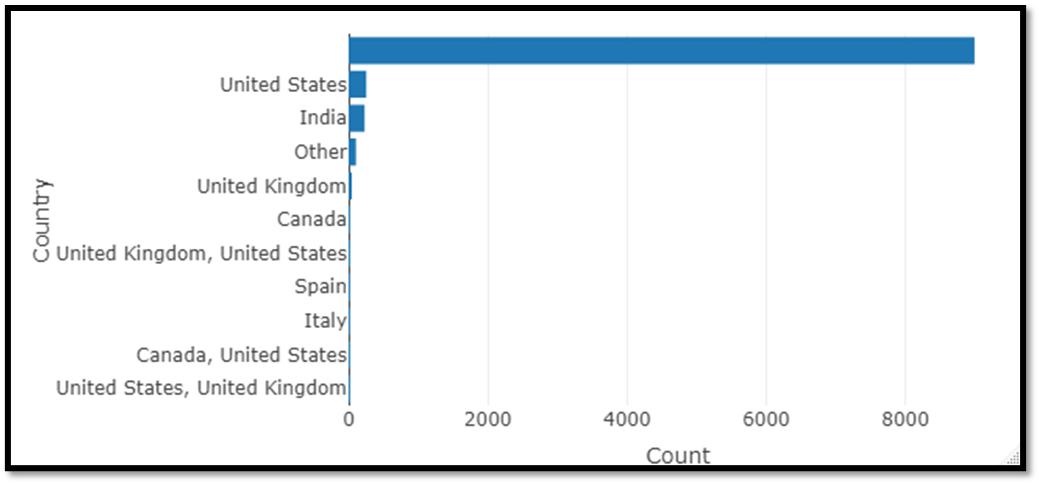 United States
India
Other
United Kingdom
Canada
United Kingdom, United States
Spain
Italy
Canada, United States
United States, United Kingdom
Country
0 2000 4000 6000 8000
Count